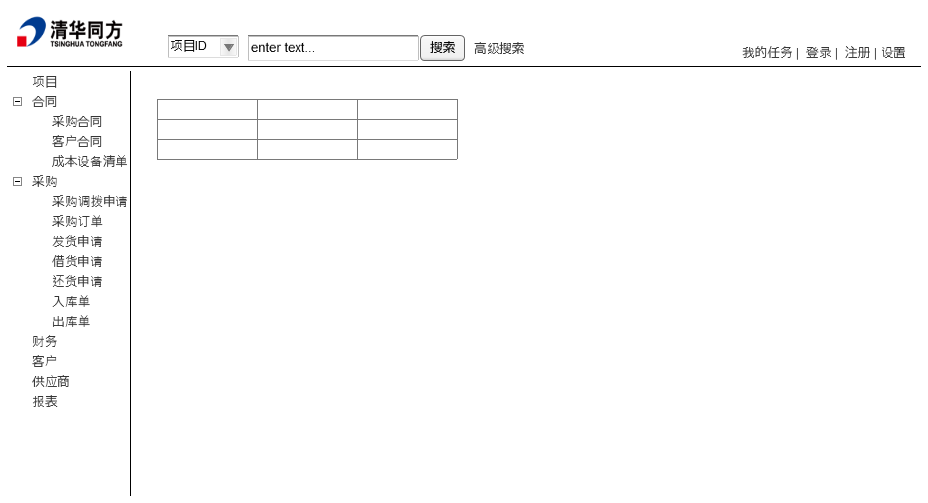 清华同方
TSINGHUA TONGFANG
项目ID enter text... 搜索 高级搜索
我的任务 | 登录 | 注册 | 设置
项目
合同
采购合同
客户合同
成本设备清单
采购
采购调拨申请
采购订单
发货申请
借货申请
还货申请
入库单
出库单
财务
客户
供应商
报表